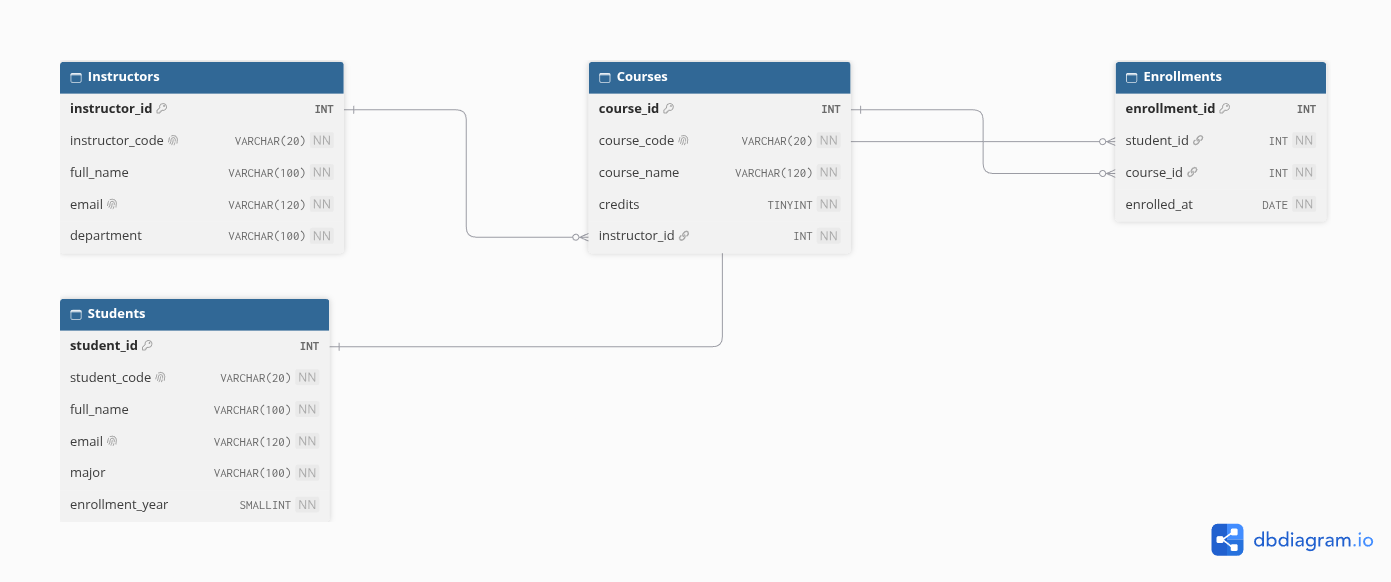 Instructors
instructor_id INT
instructor_code VARCHAR(20) NN
full_name VARCHAR(100) NN
email VARCHAR(120) NN
department VARCHAR(100) NN
Courses
course_id INT
course_code VARCHAR(20) NN
course_name VARCHAR(120) NN
credits TINYINT NN
instructor_id INT NN
Enrollments
enrollment_id INT
student_id INT NN
course_id INT NN
enrolled_at DATE NN
Students
student_id INT
student_code VARCHAR(20) NN
full_name VARCHAR(100) NN
email VARCHAR(120) NN
major VARCHAR(100) NN
enrollment_year SMALLINT NN
dbdiagram.io